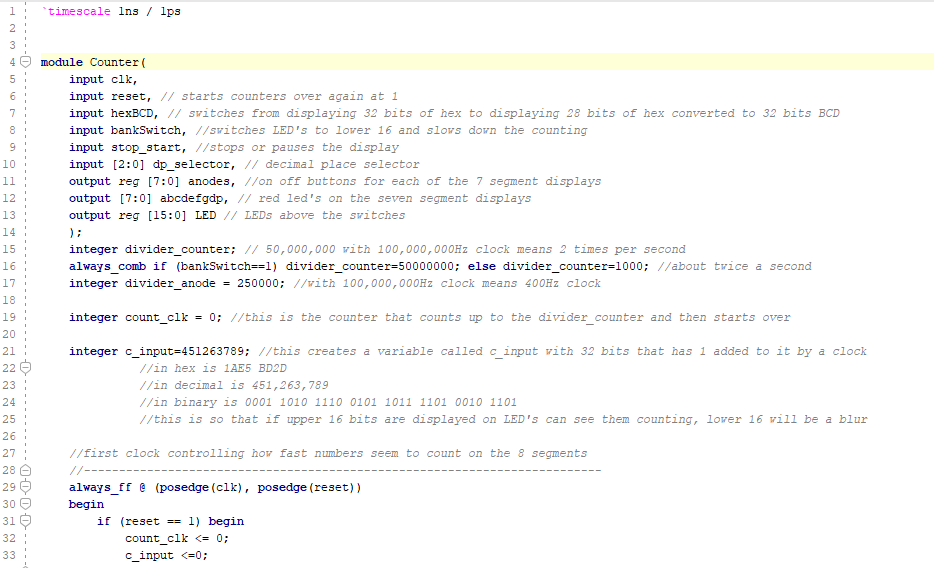 1 `timescale 1ns / 1ps
2
3
4 module Counter(
5 input clk,
6 input reset, // starts counters over again at 1
7 input hexBCD, // switches from displaying 32 bits of hex to displaying 28 bits of hex converted to 32 bits BCD
8 input bankSwitch, //switches LED's to lower 16 and slows down the counting
9 input stop_start, //stops or pauses the display
10 input [2:0] dp_selector, // decimal place selector
11 output reg [7:0] anodes, //on off buttons for each of the 7 segment displays
12 output [7:0] abcdefgdp, // red led's on the seven segment displays
13 output reg [15:0] LED // LEDs above the switches
14 );
15 integer divider_counter; // 50,000,000 with 100,000,000Hz clock means 2 times per second
16 always_comb if (bankSwitch==1) divider_counter=50000000; else divider_counter=1000; //about twice a second
17 integer divider_anode = 250000; //with 100,000,000Hz clock means 400Hz clock
18
19 integer count_clk = 0; //this is the counter that counts up to the divider_counter and then starts over
20
21 integer c_input=451263789; //this creates a variable called c_input with 32 bits that has 1 added to it by a clock
22 //in hex is 1AE5 BD2D
23 //in decimal is 451,263,789
24 //in binary is 0001 1010 1110 0101 1011 1101 0010 1101
25 //this is so that if upper 16 bits are displayed on LED's can see them counting, lower 16 will be a blur
26
27 //first clock controlling how fast numbers seem to count on the 8 segments
28 //--------------------------------------------------------------------------
29 always_ff @ (posedge(clk), posedge(reset))
30 begin
31 if (reset == 1) begin
32 count_clk <= 0;
33 c_input <=0;